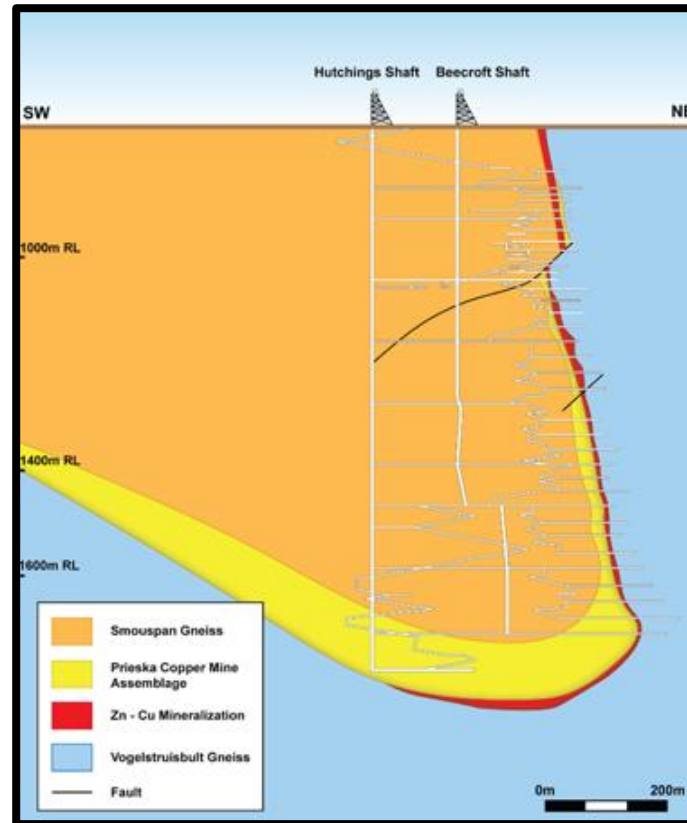 Hutchings Shaft Beecroft Shaft
SW
NE
1000m RL
1400m RL
1600m RL
Smouspan Gneiss
Prieska Copper Mine
Assemblage
Zn - Cu Mineralization
Vogelstruisbult Gneiss
Fault
0m 200m